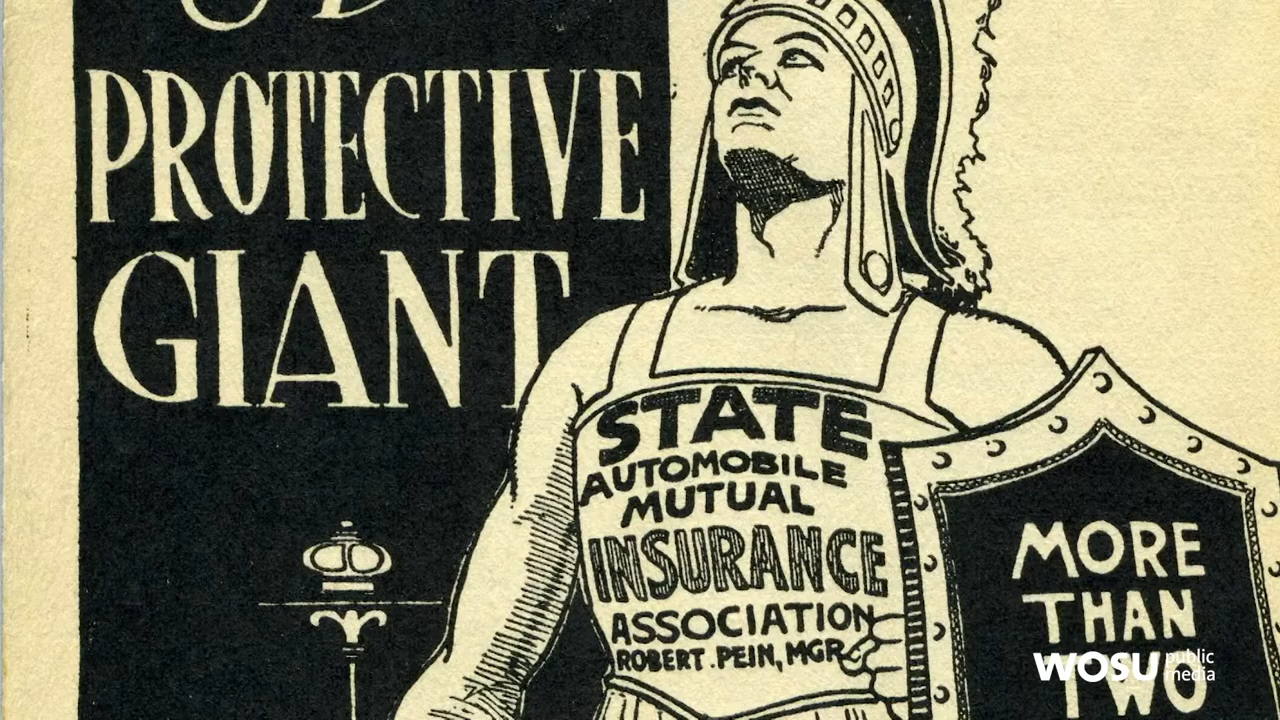 A
PROTECTIVE
GIANT
STATE
AUTOMOBILE
MUTUAL
INSURANCE
ASSOCIATION
ROBERT.PEIN, MGR.
MORE
THAN
TWO
WOSU public media